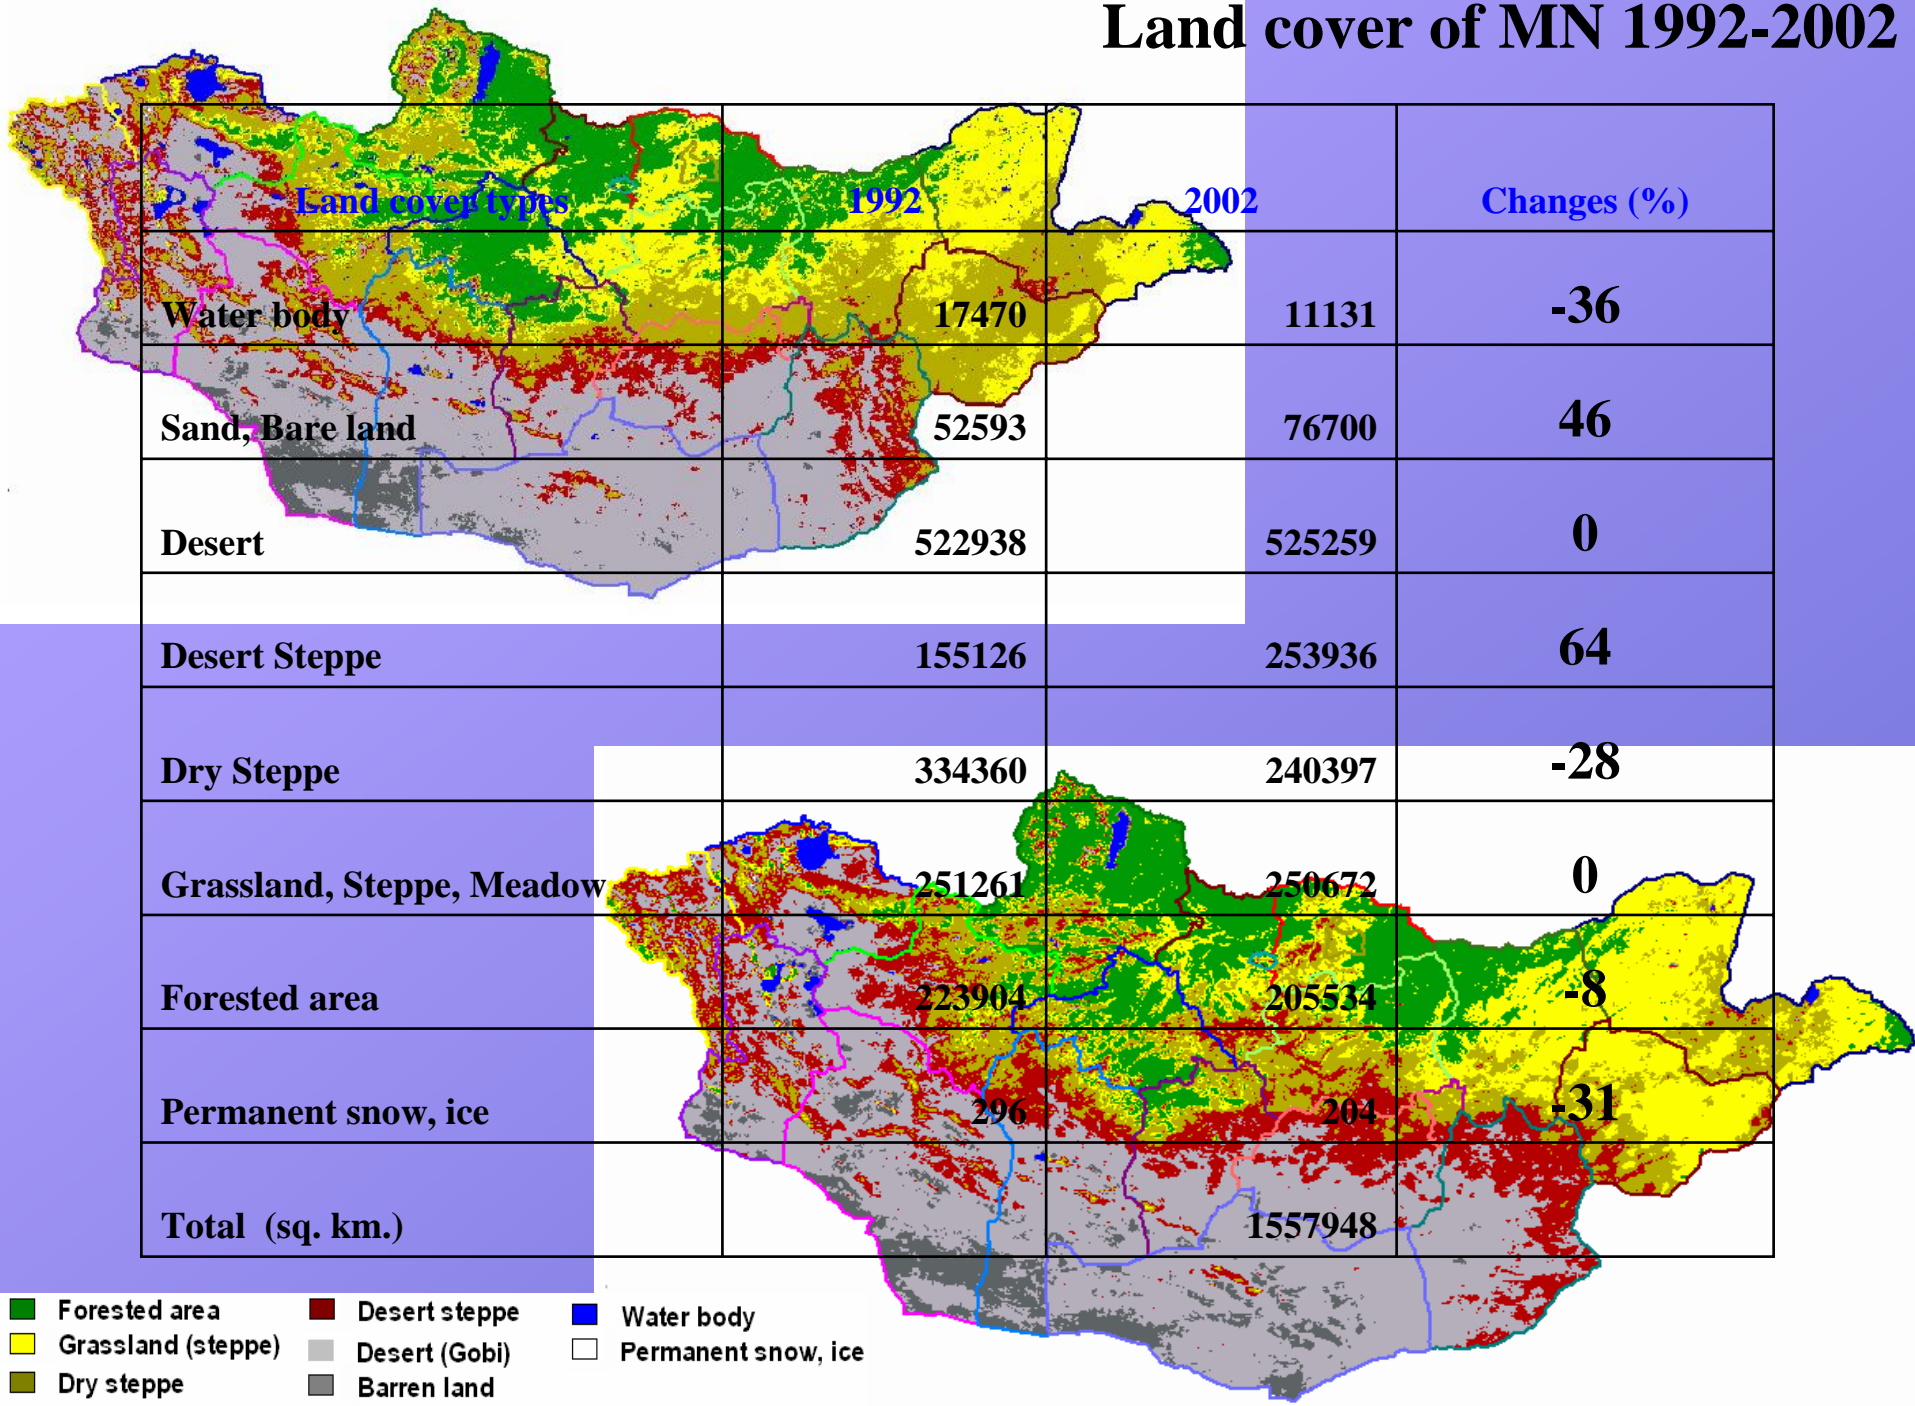 Land cover of MN 1992-2002
Land cover types 1992 2002 Changes (%)
Water body 17470 11131 -36
Sand, Bare land 52593 76700 46
Desert 522938 525259 0
Desert Steppe 155126 253936 64
Dry Steppe 334360 240397 -28
Grassland, Steppe, Meadow 251261 250672 0
Forested area 223904 205534 -8
Permanent snow, ice 296 204 -31
Total (sq. km.) 1557948
Forested area Desert steppe Water body
Grassland (steppe) Desert (Gobi) Permanent snow, ice
Dry steppe Barren land